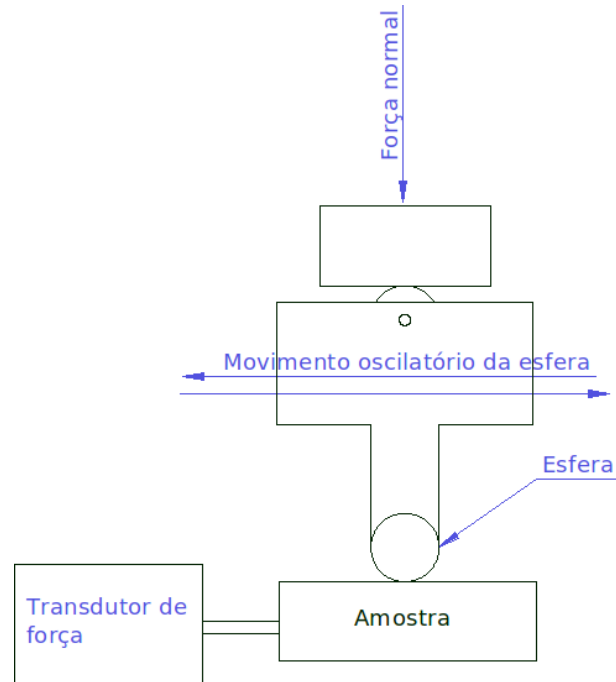 Força normal
Movimento oscilatório da esfera
Esfera
Transdutor de
força
Amostra